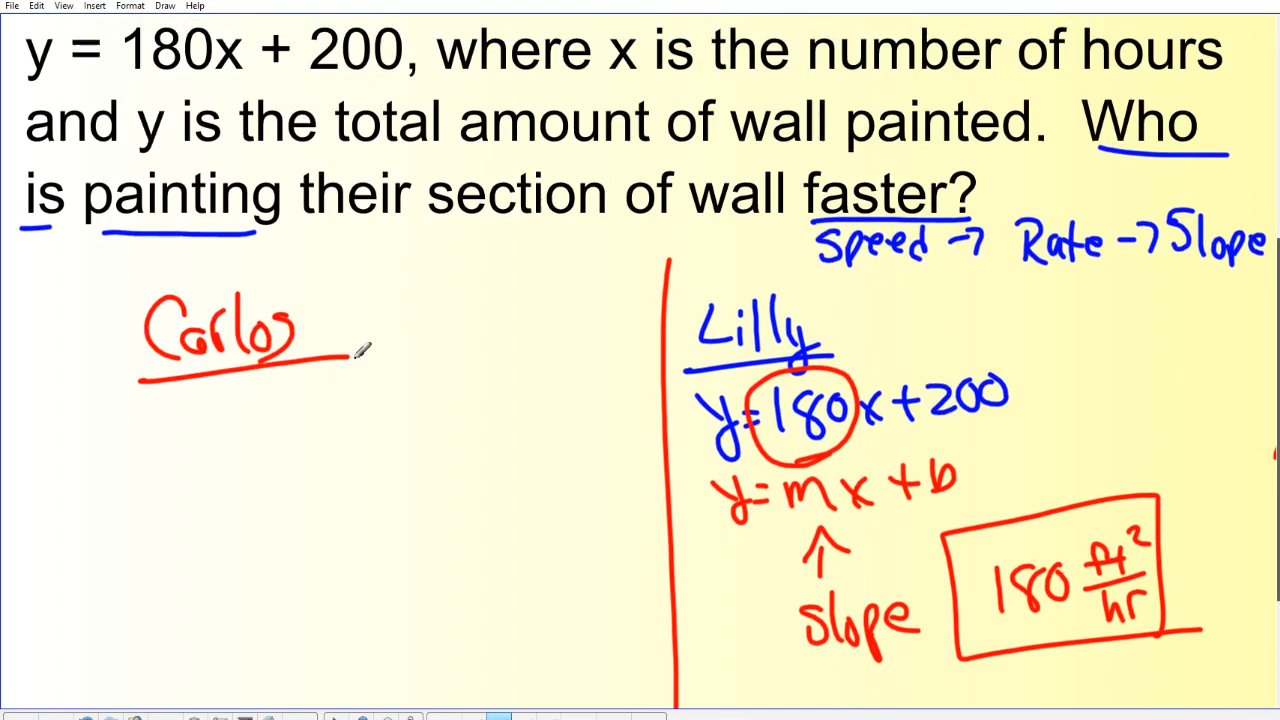 File Edit View Insert Format Draw Help
y = 180x + 200, where x is the number of hours
and y is the total amount of wall painted. Who
is painting their section of wall faster?
Speed → Rate → Slope
Carlos
Lilly
y=180x+200
y=mx+b
↑
slope
180 ft²/hr